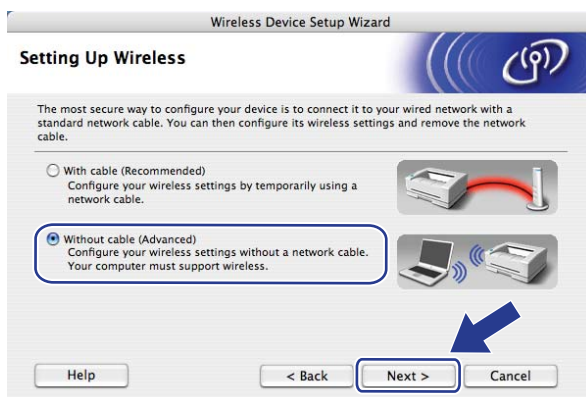 Wireless Device Setup Wizard
Setting Up Wireless
The most secure way to configure your device is to connect it to your wired network with a
standard network cable. You can then configure its wireless settings and remove the network
cable.
With cable (Recommended)
Configure your wireless settings by temporarily using a
network cable.
Without cable (Advanced)
Configure your wireless settings without a network cable.
Your computer must support wireless.
Help
< Back
Next >
Cancel